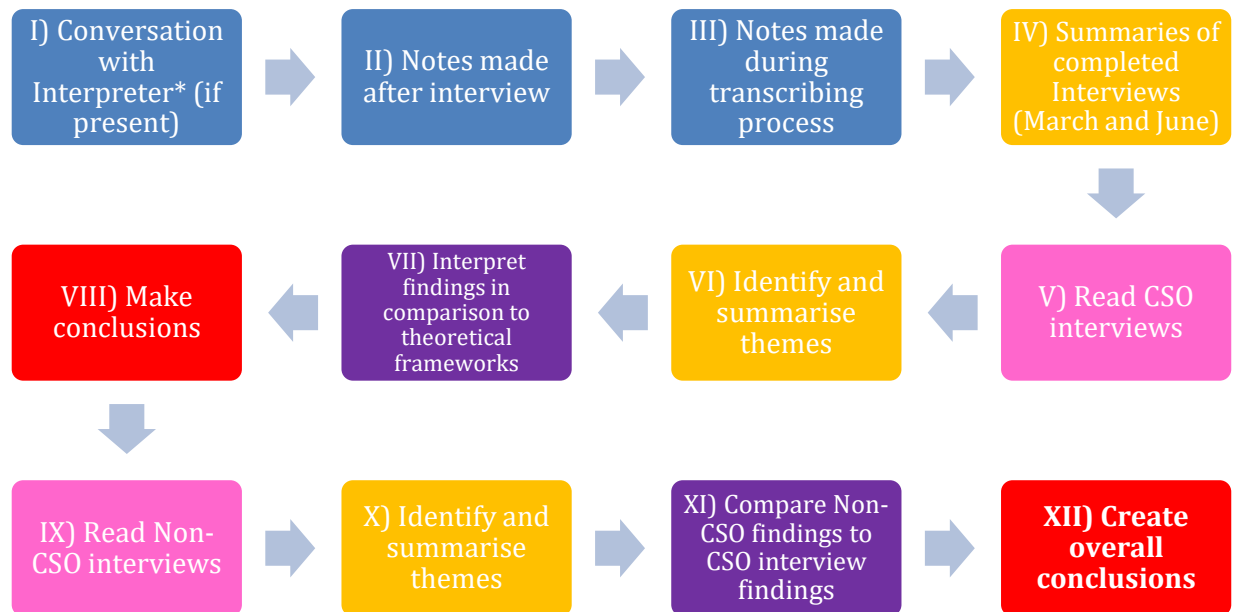 I) Conversation
with
Interpreter* (if
present)
II) Notes made
after interview
III) Notes made
during
transcribing
process
IV) Summaries of
completed
Interviews
(March and June)
V) Read CSO
interviews
VI) Identify and
summarise
themes
VII) Interpret
findings in
comparison to
theoretical
frameworks
VIII) Make
conclusions
IX) Read Non-
CSO interviews
X) Identify and
summarise
themes
XI) Compare Non-
CSO findings to
CSO interview
findings
XII) Create
overall
conclusions